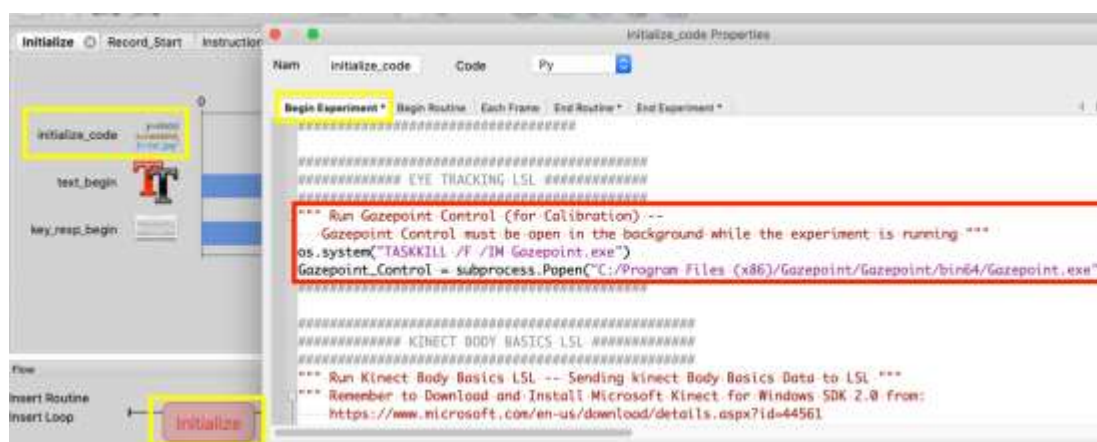 Initialize Record_Start Instruction
Initialize_code Properties
Nam initialize_code Code Py
Begin Experiment * Begin Routine Each Frame End Routine * End Experiment *
0
initialize_code
text_begin
key_resp_begin
###################################
############################################
############# EYE TRACKING LSL #############
############################################
""" Run Gazepoint Control (for Calibration) --
Gazepoint Control must be open in the background while the experiment is running """
os.system("TASKKILL /F /IM Gazepoint.exe")
Gazepoint_Control = subprocess.Popen("C:/Program Files (x86)/Gazepoint/Gazepoint/bin64/Gazepoint.exe"
############################################
##################################################
############# KINECT BODY BASICS LSL #############
##################################################
""" Run Kinect Body Basics LSL -- Sending kinect Body Basics Data to LSL """
""" Remember to Download and Install Microsoft Kinect for Windows SDK 2.0 from:
https://www.microsoft.com/en-us/download/details.aspx?id=44561
Flow
Insert Routine
Insert Loop
Initialize